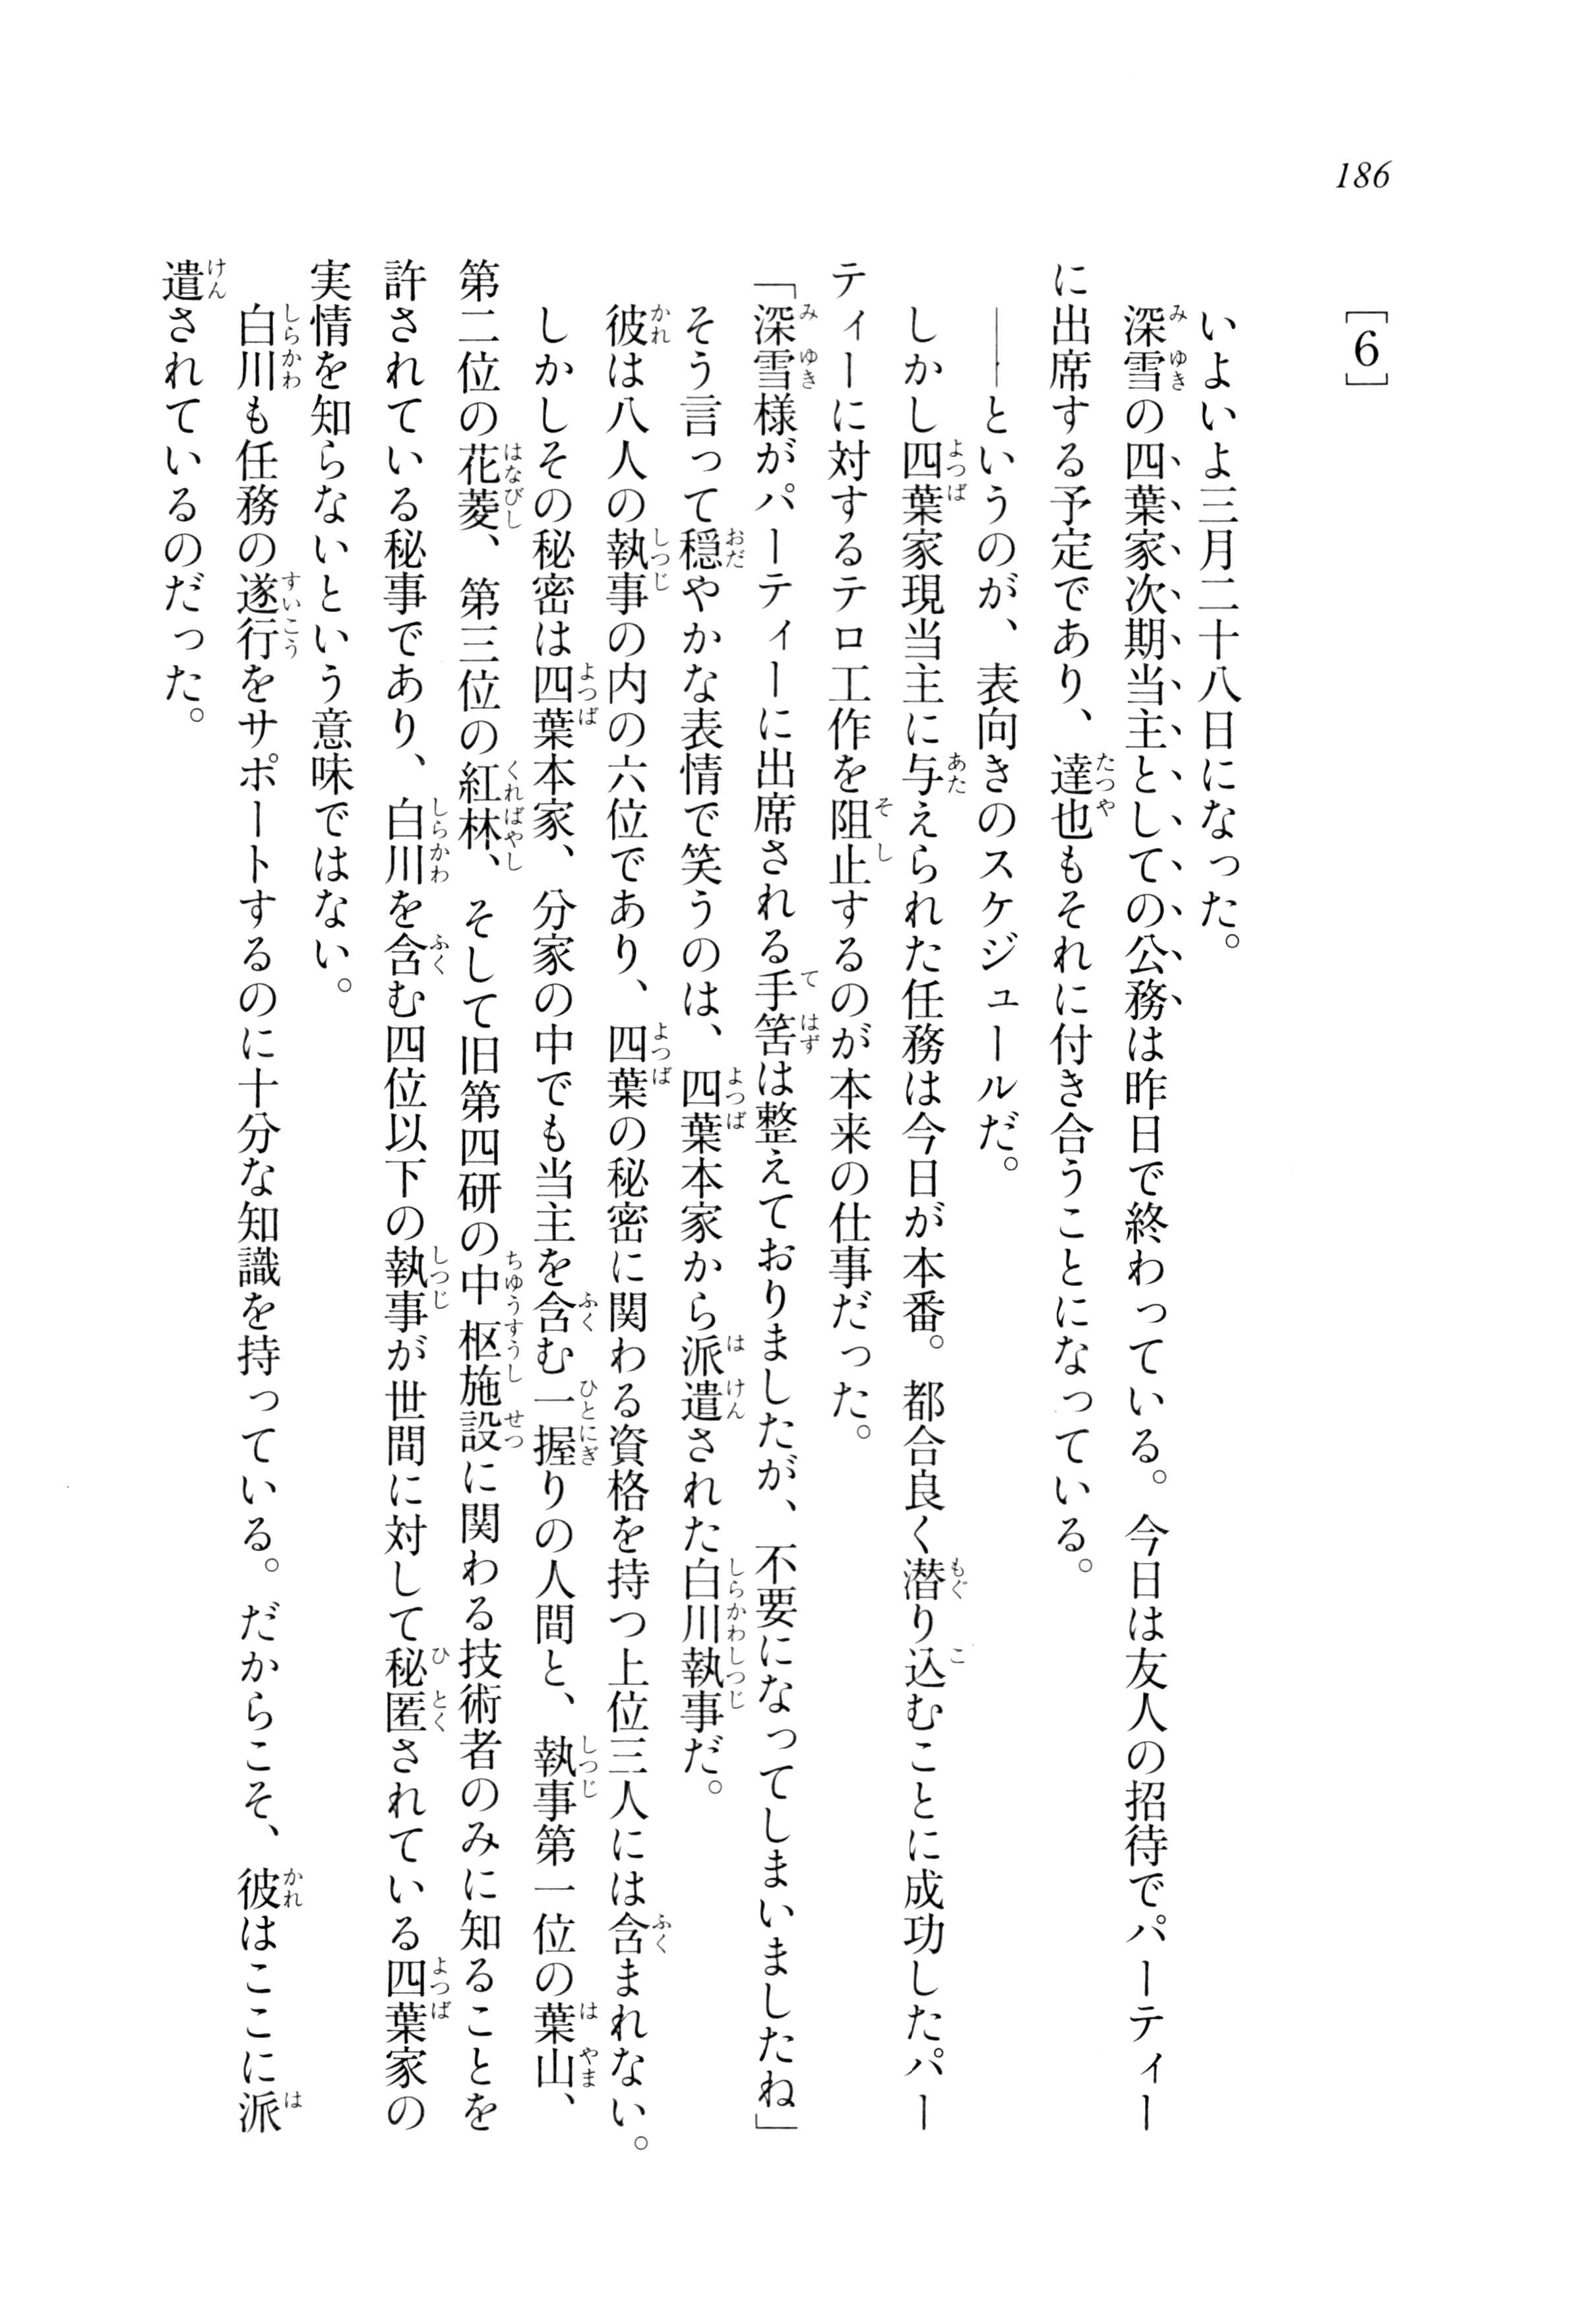 186
［6］
いよいよ三月二十八日になった。
深雪の四葉家次期当主としての公務は昨日で終わっている。今日は友人の招待でパーティー
に出席する予定であり、達也もそれに付き合うことになっている。
――というのが、表向きのスケジュールだ。
しかし四葉家現当主に与えられた任務は今日が本番。都合良く潜り込むことに成功したパー
ティーに対するテロ工作を阻止するのが本来の仕事だった。
「深雪様がパーティーに出席される手筈は整えておりましたが、不要になってしまいましたね」
そう言って穏やかな表情で笑うのは、四葉本家から派遣された白川執事だ。
彼は八人の執事の内の六位であり、四葉の秘密に関わる資格を持つ上位三人には含まれない。
しかしその秘密は四葉本家、分家の中でも当主を含む一握りの人間と、執事第一位の葉山、
第二位の花菱、第三位の紅林、そして旧第四研の中枢施設に関わる技術者のみに知ることを
許されている秘事であり、白川を含む四位以下の執事が世間に対して秘匿されている四葉家の
実情を知らないという意味ではない。
白川も任務の遂行をサポートするのに十分な知識を持っている。だからこそ、彼はここに派
遣されているのだった。